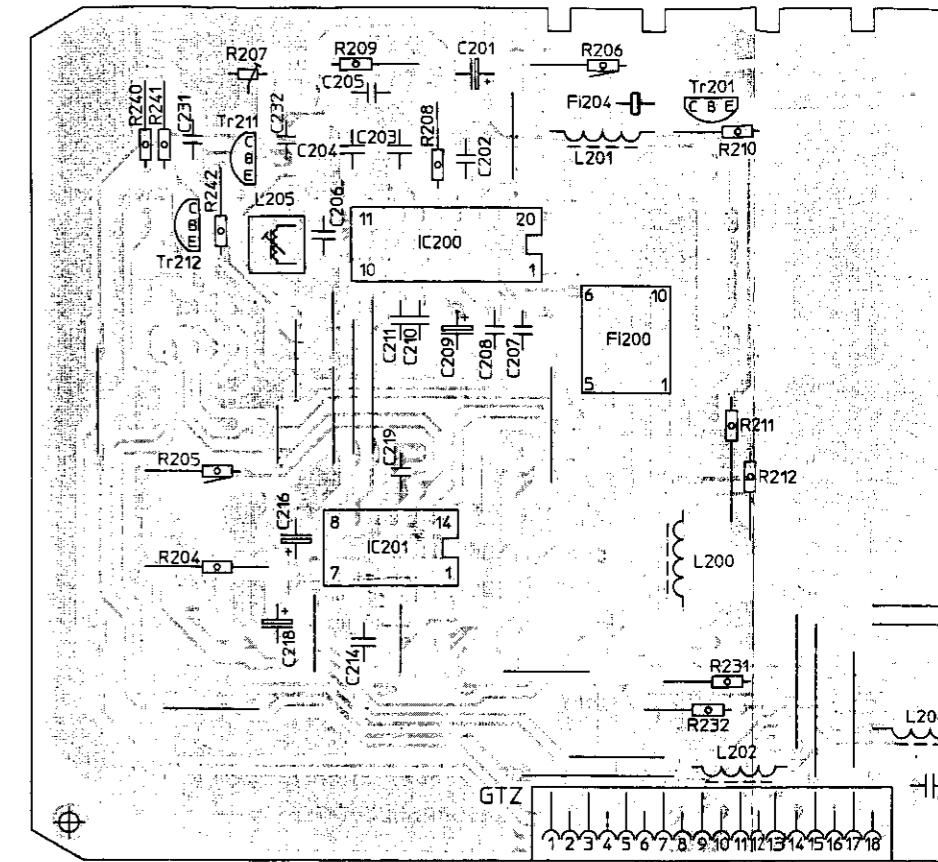 R207
R209
C201
R206
C205
Tr201
C B E
Fi204
R240
R241
C231
Tr211
C
B
E
C232
C204
C203
R208
C202
L201
R210
R242
L205
C206
C
B
E
Tr212
11
20
IC200
10
1
6
10
Fi200
5
1
C211
C210
C209
+
C208
C207
R211
R205
C219
R212
C216
+
8
14
IC201
7
1
R204
L200
+
C218
C214
R231
R232
L20
L202
GTZ
1 2 3 4 5 6 7 8 9 10 11 12 13 14 15 16 17 18